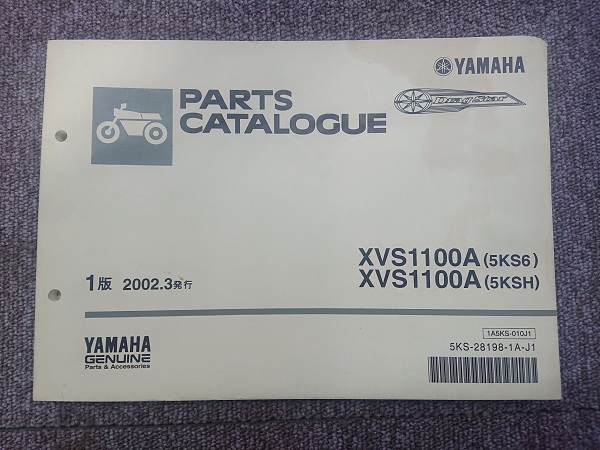 YAMAHA
PARTS
CATALOGUE
XVS1100A (5KS6)
XVS1100A (5KSH)
1版 2002.3発行
1A5KS-010J1
5KS-28198-1A-J1
YAMAHA
GENUINE
Parts & Accessories